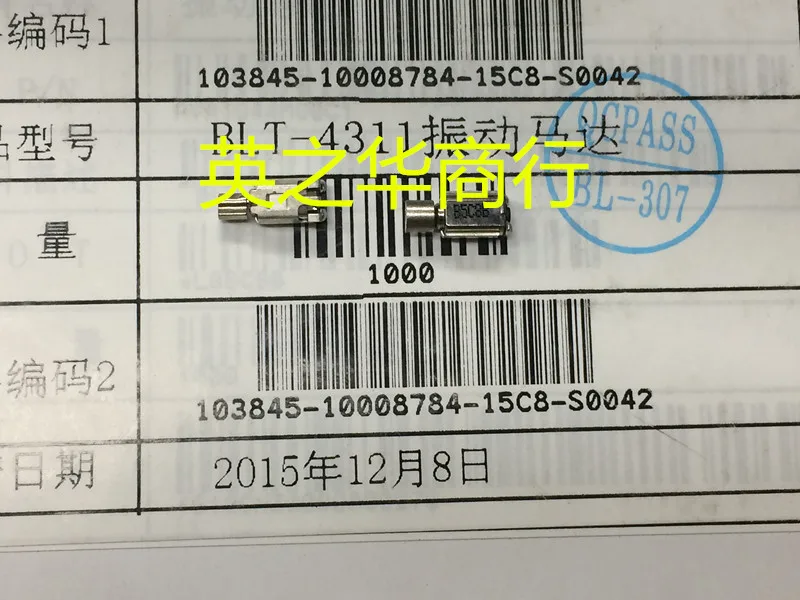 编码1
103845-10008784-15C8-S0042
型号
BLT-4311振动马达
QCPASS
BL-307
英之华商行
量
B5C8B
1000
编码2
103845-10008784-15C8-S0042
日期
2015年12月8日